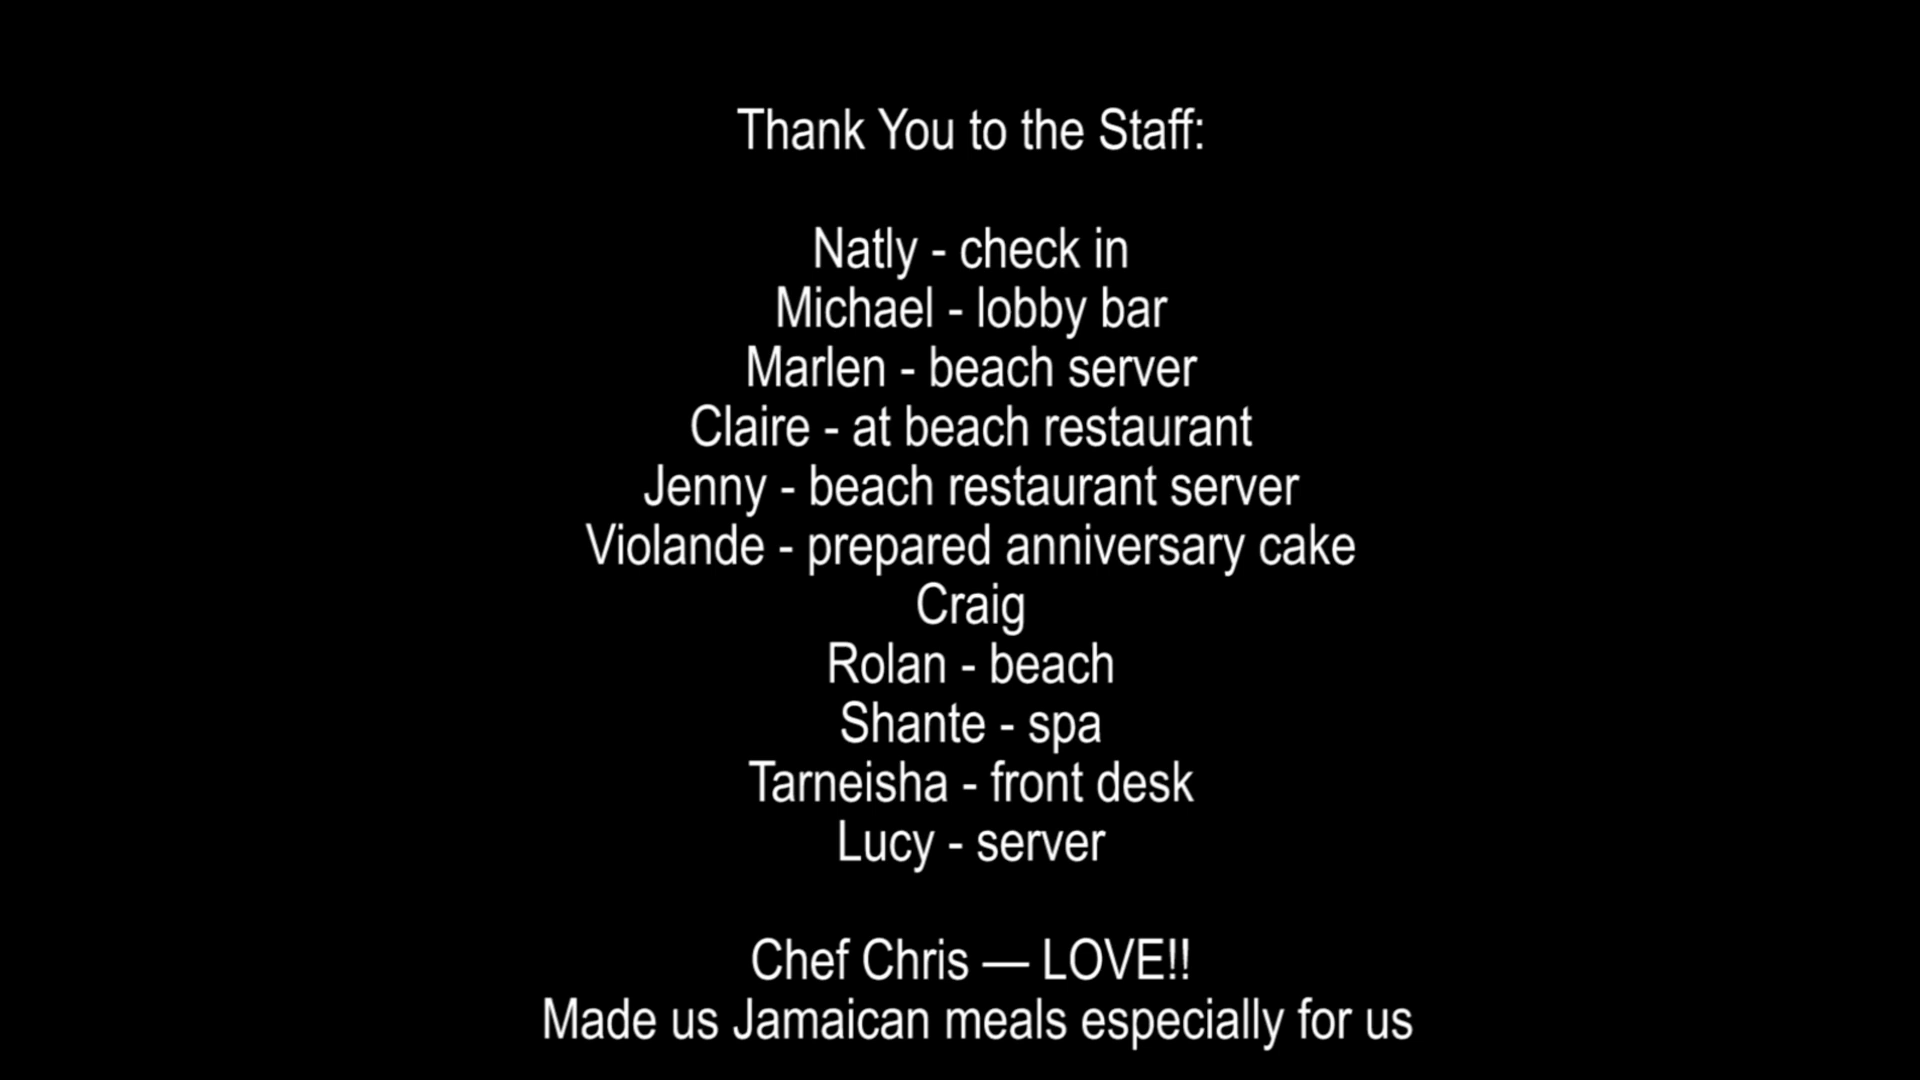 Thank You to the Staff:
Natly - check in
Michael - lobby bar
Marlen - beach server
Claire - at beach restaurant
Jenny - beach restaurant server
Violande - prepared anniversary cake
Craig
Rolan - beach
Shante - spa
Tarneisha - front desk
Lucy - server
Chef Chris — LOVE!!
Made us Jamaican meals especially for us